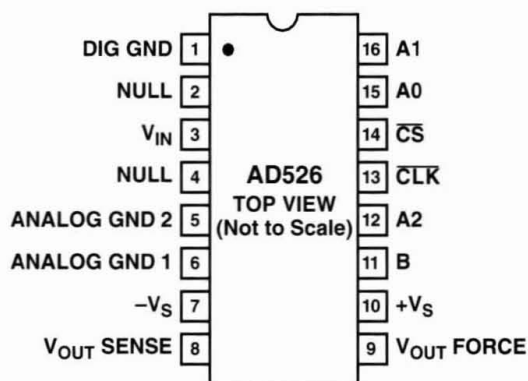 DIG GND 1
NULL 2
VIN 3
NULL 4
ANALOG GND 2 5
ANALOG GND 1 6
–VS 7
VOUT SENSE 8
AD526
TOP VIEW
(Not to Scale)
16 A1
15 A0
14 C̅S̅
13 C̅L̅K̅
12 A2
11 B
10 +VS
9 VOUT FORCE